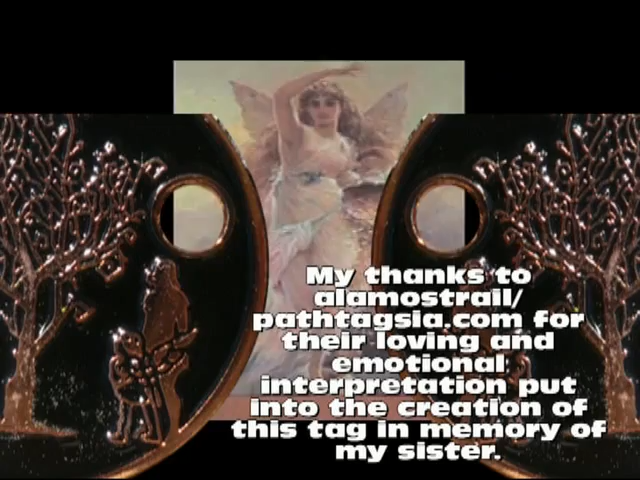 My thanks to
alamostrail/
pathtagsia.com for
their loving and
emotional
interpretation put
into the creation of
this tag in memory of
my sister.